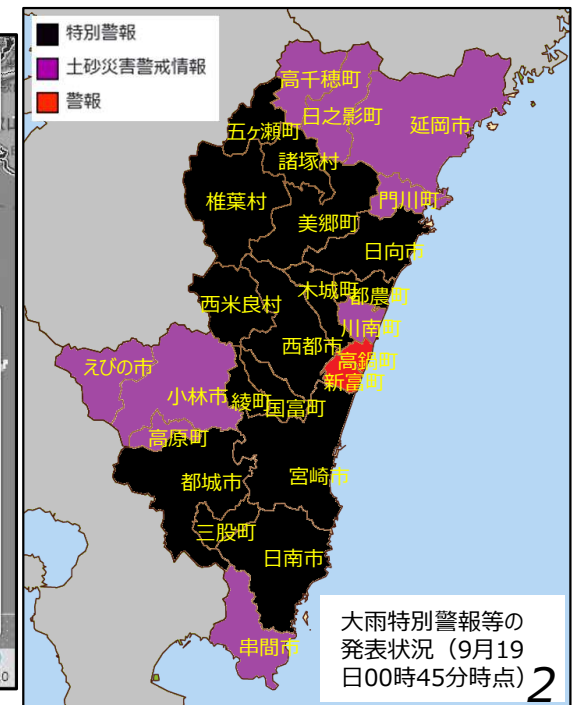 特別警報
土砂災害警戒情報
警報
高千穂町
日之影町
延岡市
五ヶ瀬町
諸塚村
門川町
椎葉村
美郷町
日向市
木城町
都農町
西米良村
川南町
西都市
高鍋町
えびの市
新富町
小林市
綾町
国富町
高原町
都城市
宮崎市
三股町
日南市
串間市
大雨特別警報等の
発表状況（9月19
日00時45分時点）
2